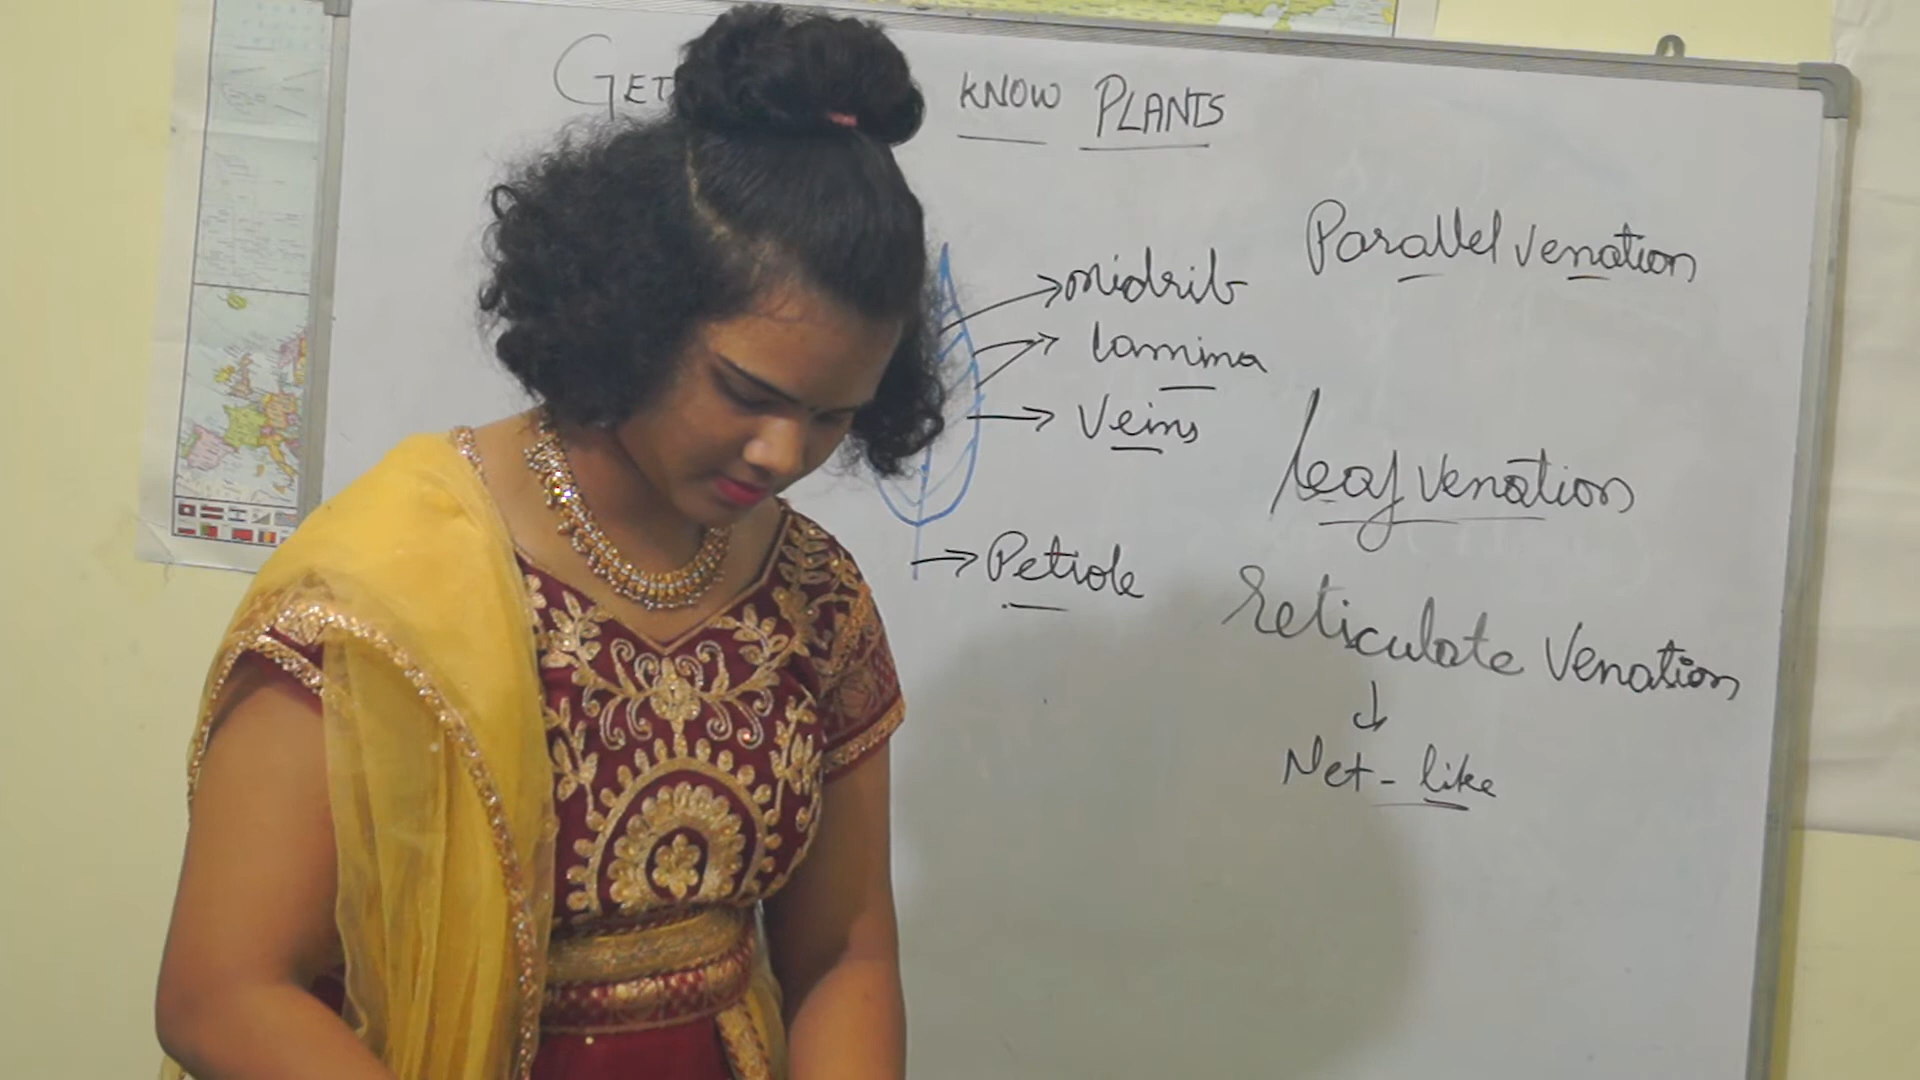 GET KNOW PLANTS
Parallel venation
midrib
lamina
Veins
leaf venation
Petiole
reticulate Venation
Net-like